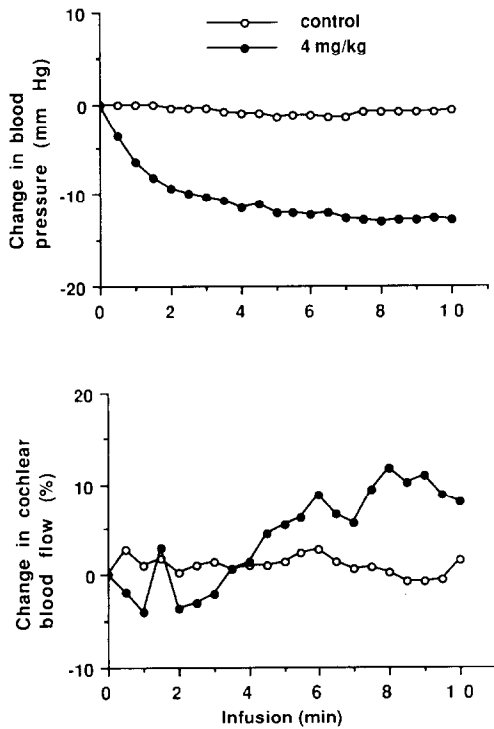 control
4 mg/kg
10
0
-10
-20
Change in blood
pressure (mm Hg)
0 2 4 6 8 1 0
20
10
0
-10
Change in cochlear
blood flow (%)
0 2 4 6 8 1 0
Infusion (min)